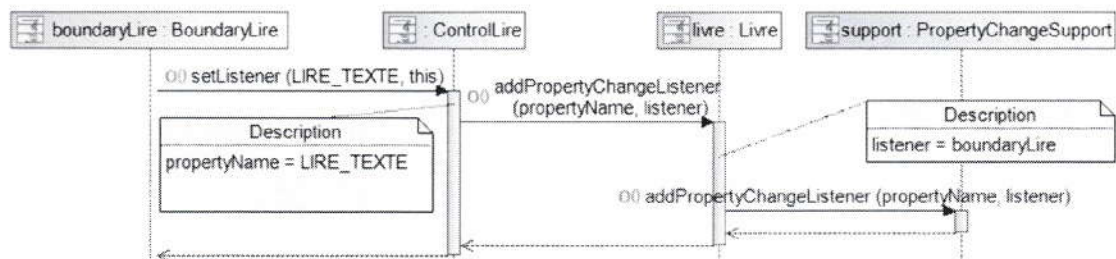 boundaryLire : BoundaryLire
: ControlLire
livre : Livre
support : PropertyChangeSupport
setListener (LIRE_TEXTE, this)
addPropertyChangeListener
(propertyName, listener)
Description
propertyName = LIRE_TEXTE
Description
listener = boundaryLire
addPropertyChangeListener (propertyName, listener)